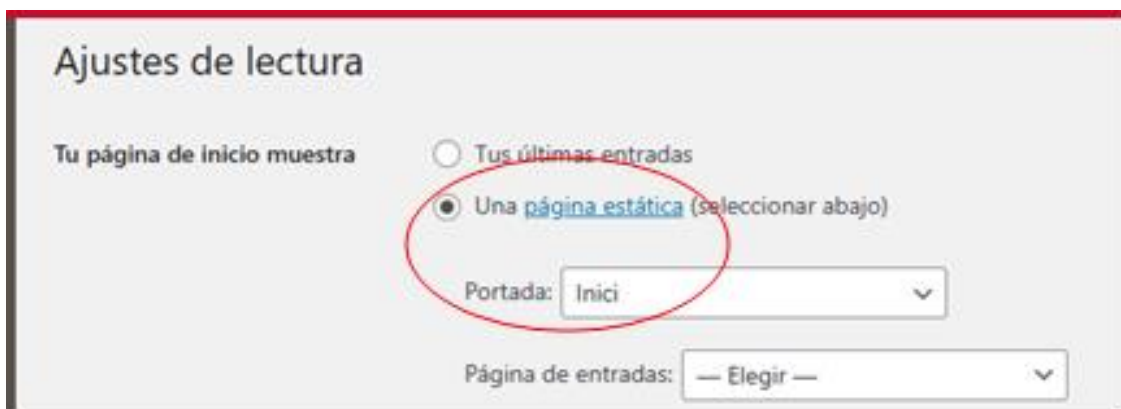 Ajustes de lectura
Tu página de inicio muestra
Tus últimas entradas
Una página estática (seleccionar abajo)
Portada: Inici
Página de entradas: — Elegir —